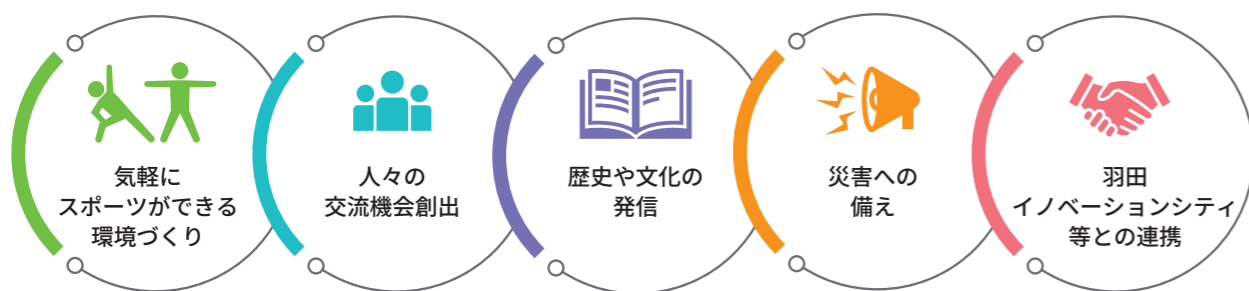 気軽に
スポーツができる
環境づくり
人々の
交流機会創出
歴史や文化の
発信
災害への
備え
羽田
イノベーションシティ
等との連携